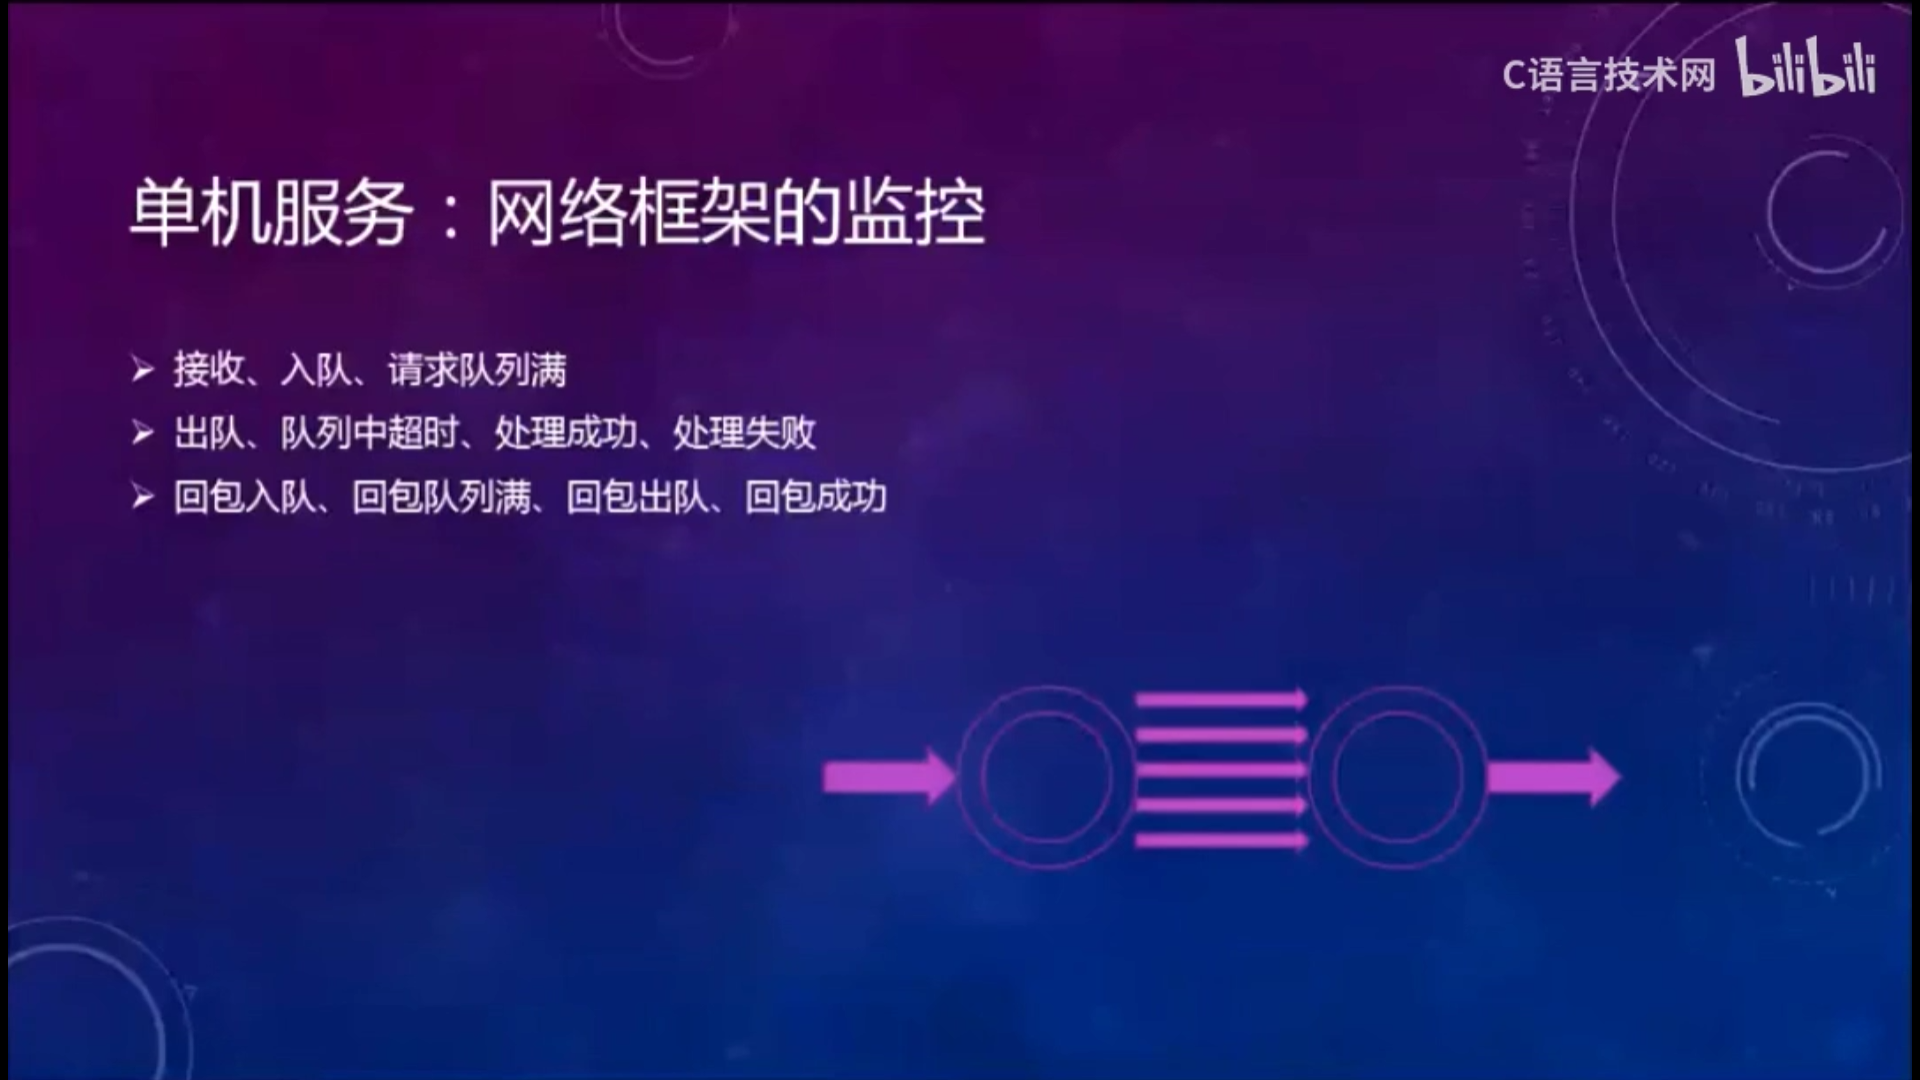 C语言技术网 bilibili
单机服务：网络框架的监控
➢ 接收、入队、请求队列满
➢ 出队、队列中超时、处理成功、处理失败
➢ 回包入队、回包队列满、回包出队、回包成功